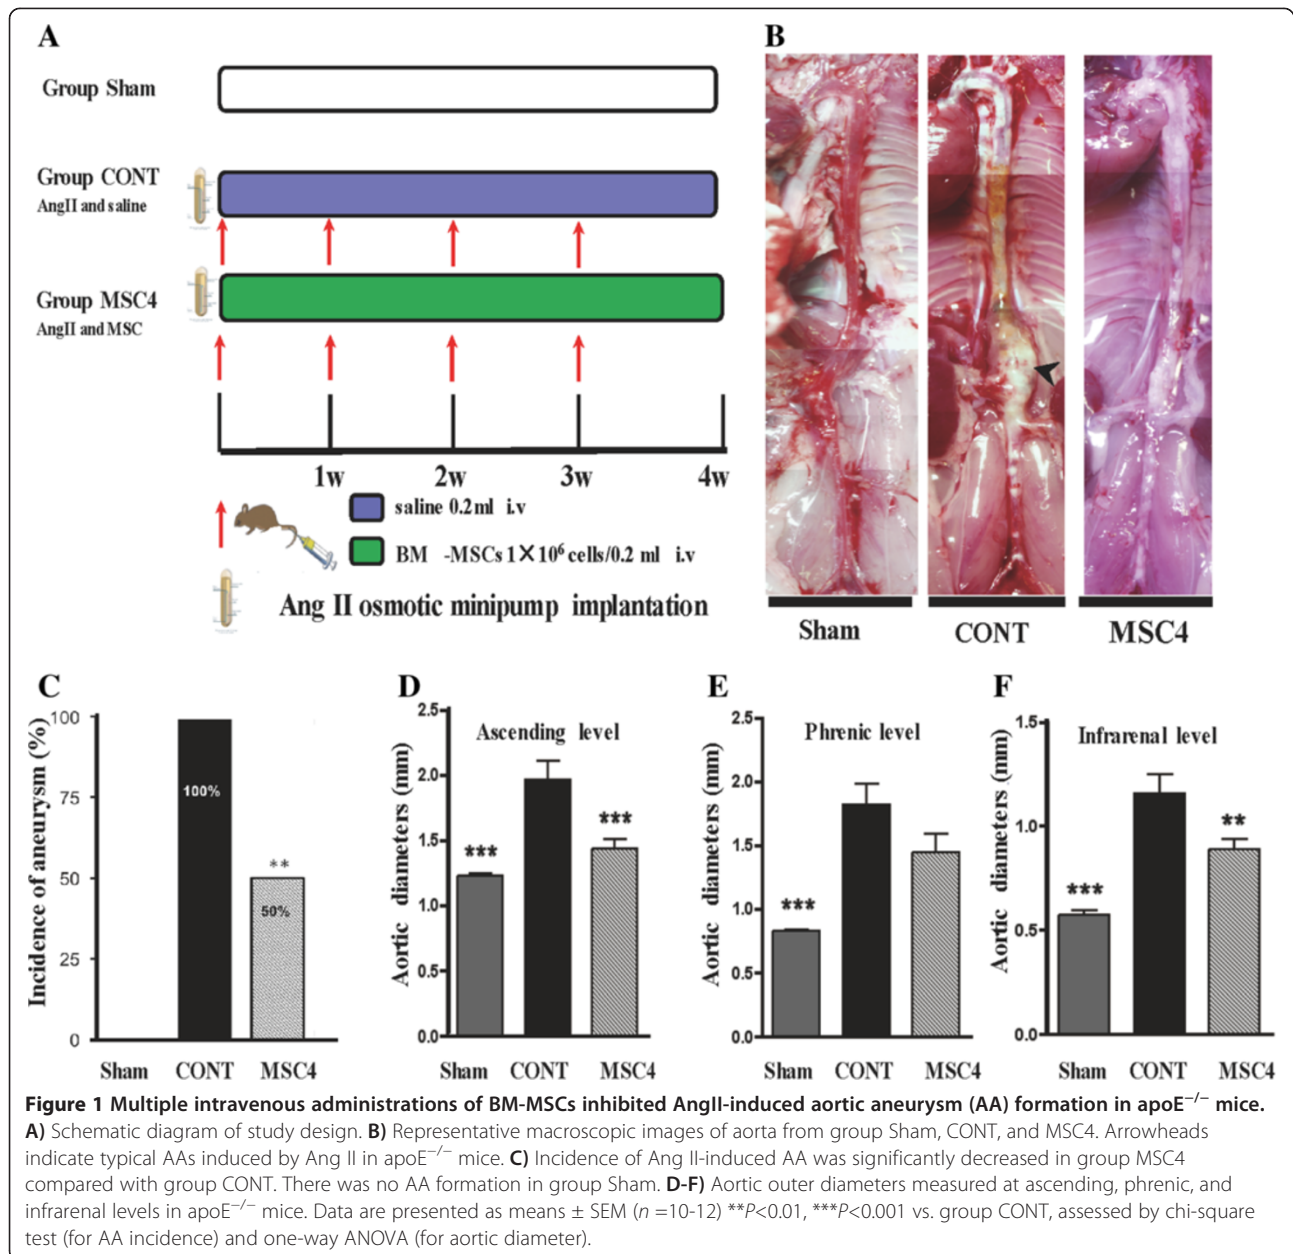 A
Group Sham
Group CONT
AngII and saline
Group MSC4
AngII and MSC
1w 2w 3w 4w
saline 0.2ml i.v
BM -MSCs 1×10⁶ cells/0.2 ml i.v
Ang II osmotic minipump implantation
B
Sham CONT MSC4
C
Incidence of aneurysm (%)
100
75
50
25
0
100%
**
50%
Sham CONT MSC4
D
Aortic diameters (mm)
Ascending level
2.5
2.0
1.5
1.0
0.5
0.0
***
***
Sham CONT MSC4
E
Aortic diameters (mm)
Phrenic level
2.5
2.0
1.5
1.0
0.5
0.0
***
Sham CONT MSC4
F
Aortic diameters (mm)
Infrarenal level
1.5
1.0
0.5
0.0
***
**
Sham CONT MSC4
Figure 1 Multiple intravenous administrations of BM-MSCs inhibited AngII-induced aortic aneurysm (AA) formation in apoE⁻/⁻ mice.
A) Schematic diagram of study design. B) Representative macroscopic images of aorta from group Sham, CONT, and MSC4. Arrowheads
indicate typical AAs induced by Ang II in apoE⁻/⁻ mice. C) Incidence of Ang II-induced AA was significantly decreased in group MSC4
compared with group CONT. There was no AA formation in group Sham. D-F) Aortic outer diameters measured at ascending, phrenic, and
infrarenal levels in apoE⁻/⁻ mice. Data are presented as means ± SEM (n =10-12) **P<0.01, ***P<0.001 vs. group CONT, assessed by chi-square
test (for AA incidence) and one-way ANOVA (for aortic diameter).